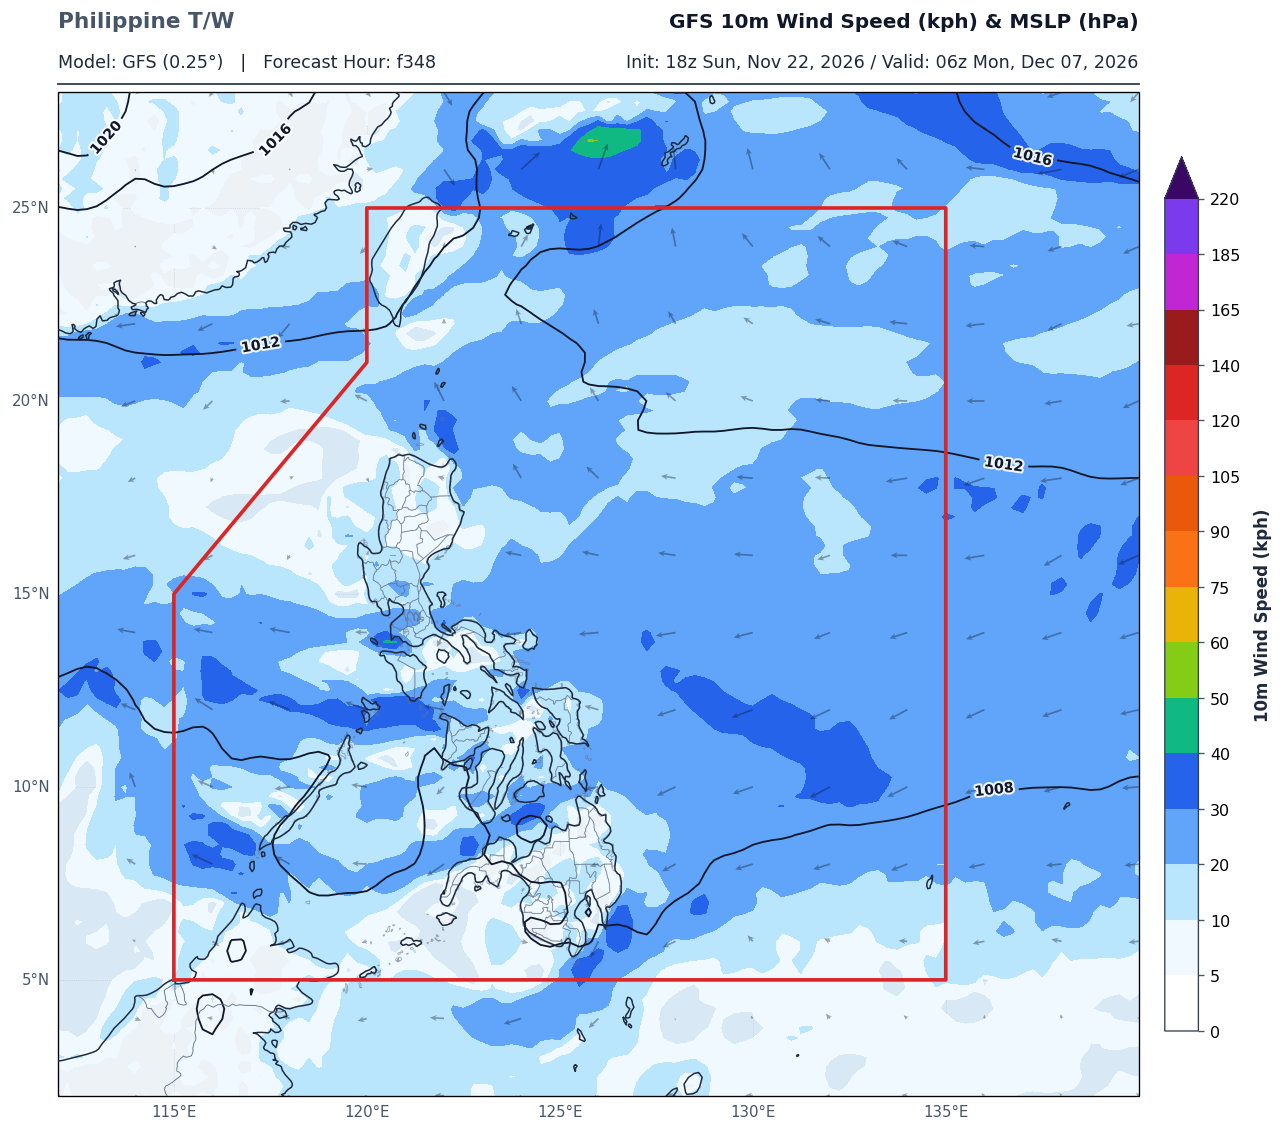 Philippine T/W
GFS 10m Wind Speed (kph) & MSLP (hPa)
Model: GFS (0.25°) | Forecast Hour: f348
Init: 18z Sun, Nov 22, 2026 / Valid: 06z Mon, Dec 07, 2026
1020
1016
1016
1012
1012
1008
25°N
20°N
15°N
10°N
5°N
115°E
120°E
125°E
130°E
135°E
220
185
165
140
120
105
90
75
60
50
40
30
20
10
5
0
10m Wind Speed (kph)